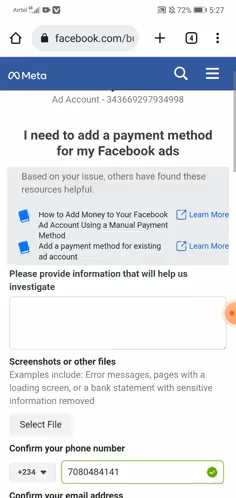 Airtel 72% 5:27
facebook.com/bu 4
Meta
Ad Account - 343669297934998
I need to add a payment method
for my Facebook ads
Based on your issue, others have found these
resources helpful:
How to Add Money to Your Facebook Learn More
Ad Account Using a Manual Payment
Method
Add a payment method for existing Learn More
ad account
Please provide information that will help us
investigate
Screenshots or other files
Examples include: Error messages, pages with a
loading screen, or a bank statement with sensitive
information removed
Select File
Confirm your phone number
+234 7080484141
Confirm your email address